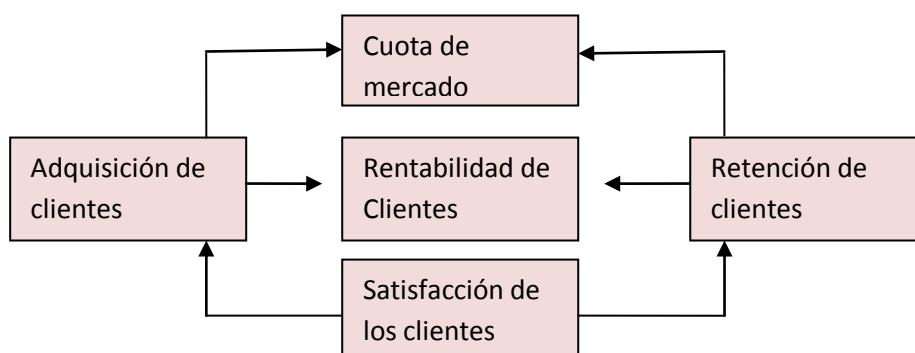 Cuota de
mercado
Adquisición de
clientes
Rentabilidad de
Clientes
Retención de
clientes
Satisfacción de
los clientes